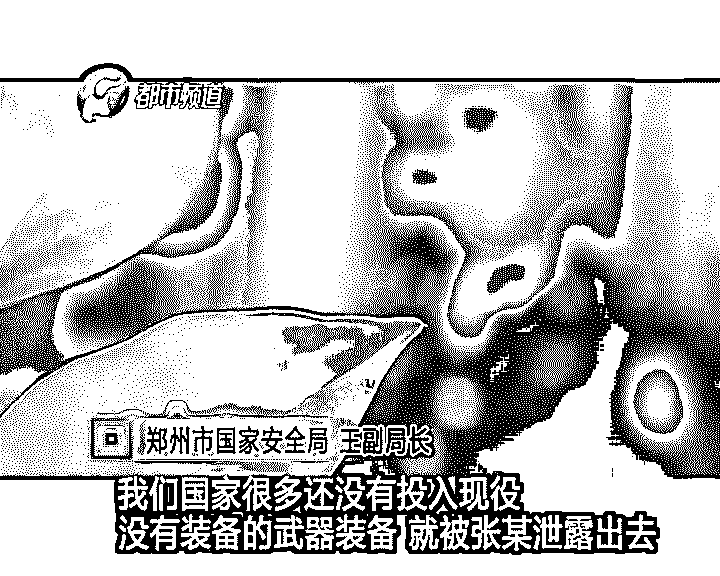 都市频道
郑州市国家安全局 王副局长
我们国家很多还没有投入现役
没有装备的武器装备 就被张某泄露出去